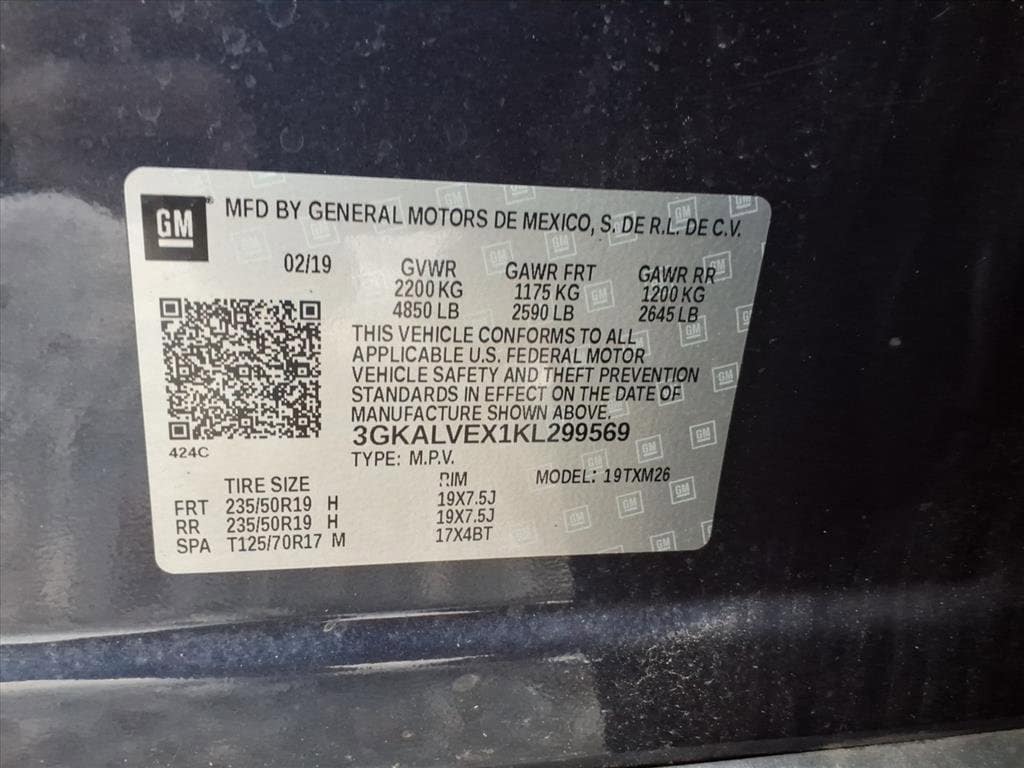 GM
MFD BY GENERAL MOTORS DE MEXICO, S. DE R.L. DE C.V.
02/19 GVWR GAWR FRT GAWR RR
2200 KG 1175 KG 1200 KG
4850 LB 2590 LB 2645 LB
THIS VEHICLE CONFORMS TO ALL
APPLICABLE U.S. FEDERAL MOTOR
VEHICLE SAFETY AND THEFT PREVENTION
STANDARDS IN EFFECT ON THE DATE OF
MANUFACTURE SHOWN ABOVE.
3GKALVEX1KL299569
424C
TYPE: M.P.V.
TIRE SIZE RIM MODEL: 19TXM26
FRT 235/50R19 H 19X7.5J
RR 235/50R19 H 19X7.5J
SPA T125/70R17 M 17X4BT